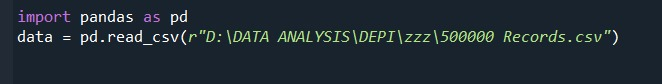 import pandas as pd
data = pd.read_csv(r"D:\DATA ANALYSIS\DEPI\zzz\500000 Records.csv")